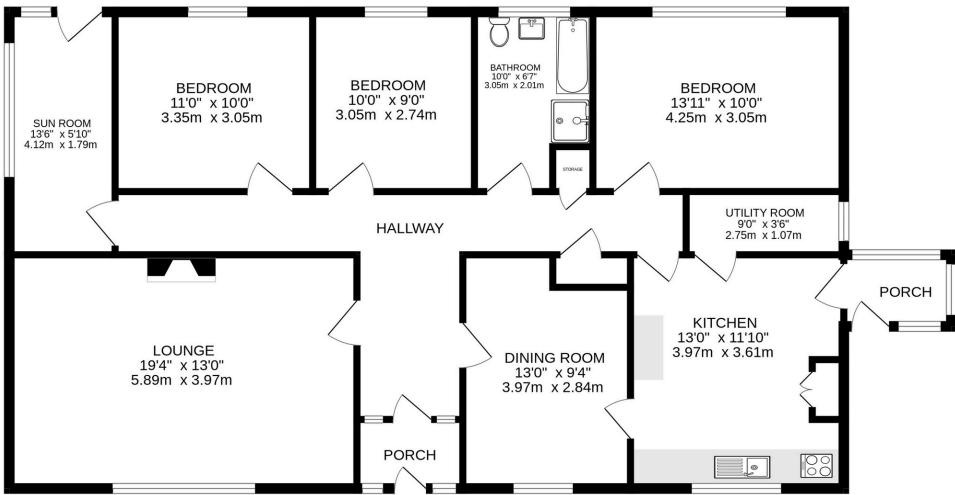 SUN ROOM
13'6" x 5'10"
4.12m x 1.79m
BEDROOM
11'0" x 10'0"
3.35m x 3.05m
BEDROOM
10'0" x 9'0"
3.05m x 2.74m
BATHROOM
10'0" x 6'7"
3.05m x 2.01m
BEDROOM
13'11" x 10'0"
4.25m x 3.05m
STORAGE
HALLWAY
UTILITY ROOM
9'0" x 3'6"
2.75m x 1.07m
PORCH
LOUNGE
19'4" x 13'0"
5.89m x 3.97m
DINING ROOM
13'0" x 9'4"
3.97m x 2.84m
KITCHEN
13'0" x 11'10"
3.97m x 3.61m
PORCH